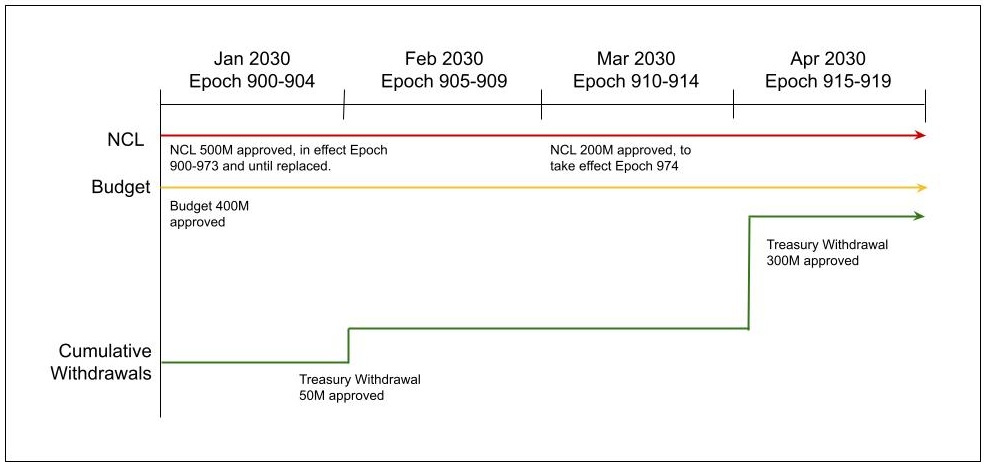 Jan 2030
Epoch 900-904
Feb 2030
Epoch 905-909
Mar 2030
Epoch 910-914
Apr 2030
Epoch 915-919
NCL
NCL 500M approved, in effect Epoch
900-973 and until replaced.
NCL 200M approved, to
take effect Epoch 974
Budget
Budget 400M
approved
Treasury Withdrawal
300M approved
Cumulative
Withdrawals
Treasury Withdrawal
50M approved